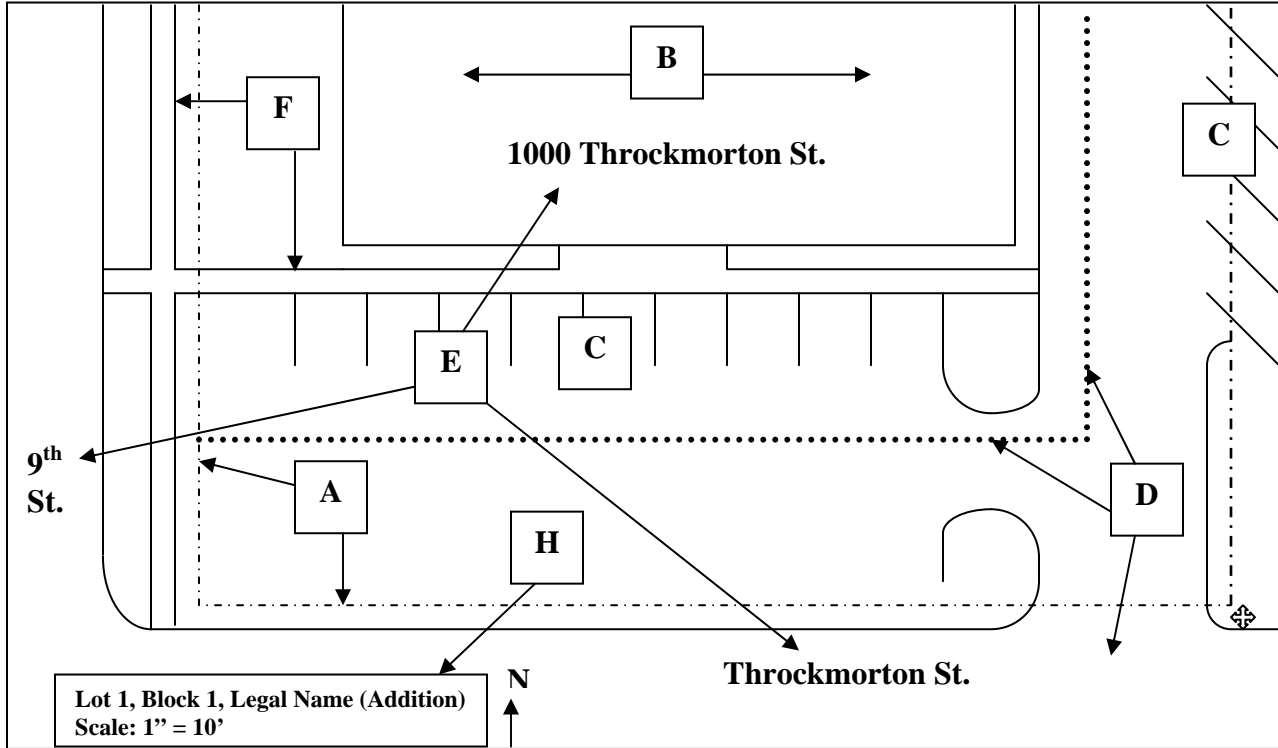 B
F
C
1000 Throckmorton St.
E
C
9th
St.
A
D
H
Throckmorton St.
N
Lot 1, Block 1, Legal Name (Addition)
Scale: 1” = 10’